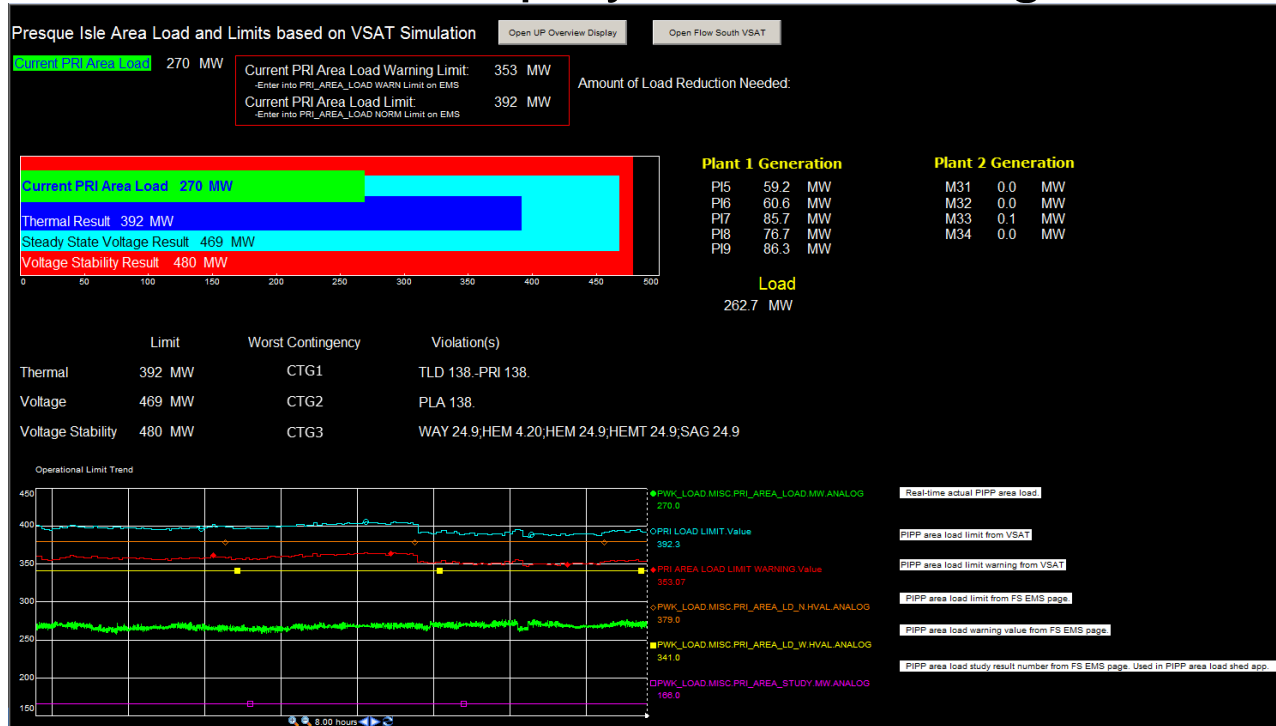 Presque Isle Area Load and Limits based on VSAT Simulation
Open UP Overview Display
Open Flow South VSAT
Current PRI Area Load 270 MW
Current PRI Area Load Warning Limit: 353 MW
-Enter into PRI_AREA_LOAD WARN Limit on EMS
Current PRI Area Load Limit: 392 MW
-Enter into PRI_AREA_LOAD NORM Limit on EMS
Amount of Load Reduction Needed:
Current PRI Area Load 270 MW
Thermal Result 392 MW
Steady State Voltage Result 469 MW
Voltage Stability Result 480 MW
0 50 100 150 200 250 300 350 400 450 500
Plant 1 Generation
PI5 59.2 MW
PI6 60.6 MW
PI7 85.7 MW
PI8 76.7 MW
PI9 86.3 MW
Load
262.7 MW
Plant 2 Generation
M31 0.0 MW
M32 0.0 MW
M33 0.1 MW
M34 0.0 MW
Limit Worst Contingency Violation(s)
Thermal 392 MW CTG1 TLD 138.-PRI 138.
Voltage 469 MW CTG2 PLA 138.
Voltage Stability 480 MW CTG3 WAY 24.9;HEM 4.20;HEM 24.9;HEMT 24.9;SAG 24.9
Operational Limit Trend
450
400
350
300
250
200
150
8.00 hours
PWK_LOAD.MISC.PRI_AREA_LOAD.MW.ANALOG
270.0
PRI LOAD LIMIT.Value
392.3
PRI AREA LOAD LIMIT WARNING.Value
353.07
PWK_LOAD.MISC.PRI_AREA_LD_N.HVAL.ANALOG
379.0
PWK_LOAD.MISC.PRI_AREA_LD_W.HVAL.ANALOG
341.0
PWK_LOAD.MISC.PRI_AREA_STUDY.MW.ANALOG
166.0
Real-time actual PIPP area load.
PIPP area load limit from VSAT
PIPP area load limit warning from VSAT
PIPP area load limit from FS EMS page.
PIPP area load warning value from FS EMS page.
PIPP area load study result number from FS EMS page. Used in PIPP area load shed app.